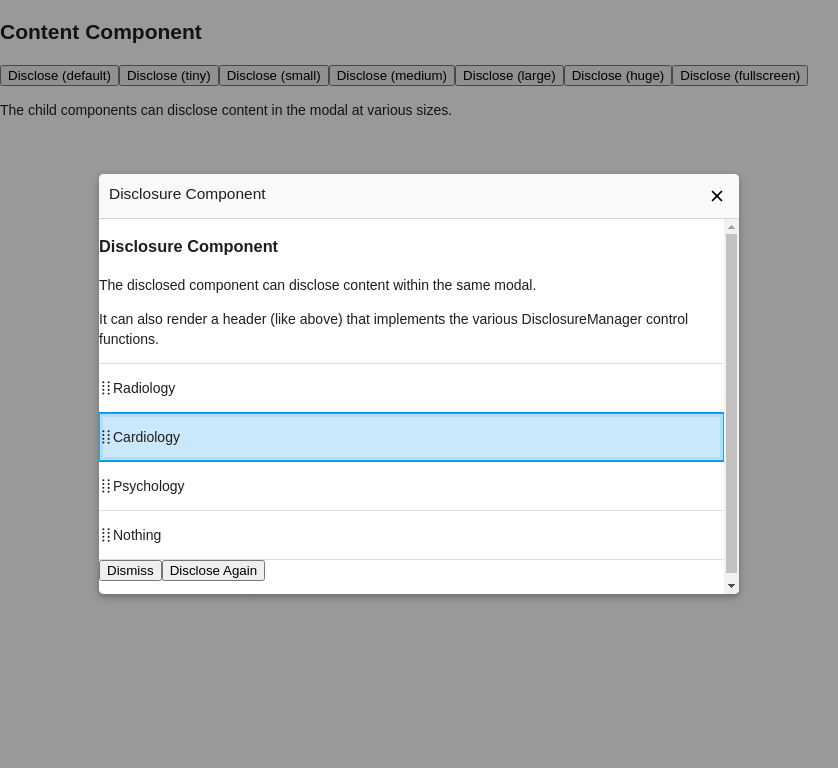 Content Component
Disclose (default) Disclose (tiny) Disclose (small) Disclose (medium) Disclose (large) Disclose (huge) Disclose (fullscreen)
The child components can disclose content in the modal at various sizes.
Disclosure Component
Disclosure Component
The disclosed component can disclose content within the same modal.
It can also render a header (like above) that implements the various DisclosureManager control
functions.
Radiology
Cardiology
Psychology
Nothing
Dismiss Disclose Again